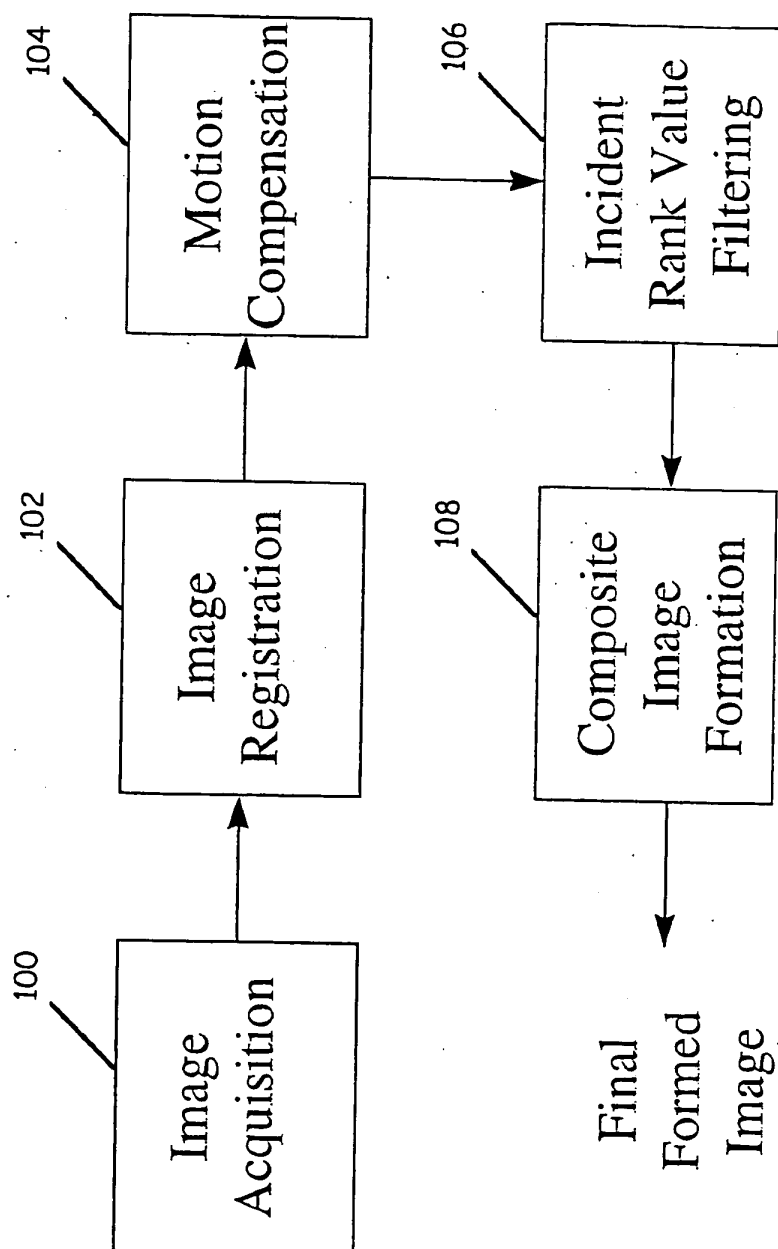 100
Image
Acquisition
102
Image
Registration
104
Motion
Compensation
106
Incident
Rank Value
Filtering
108
Composite
Image
Formation
Final
Formed
Image